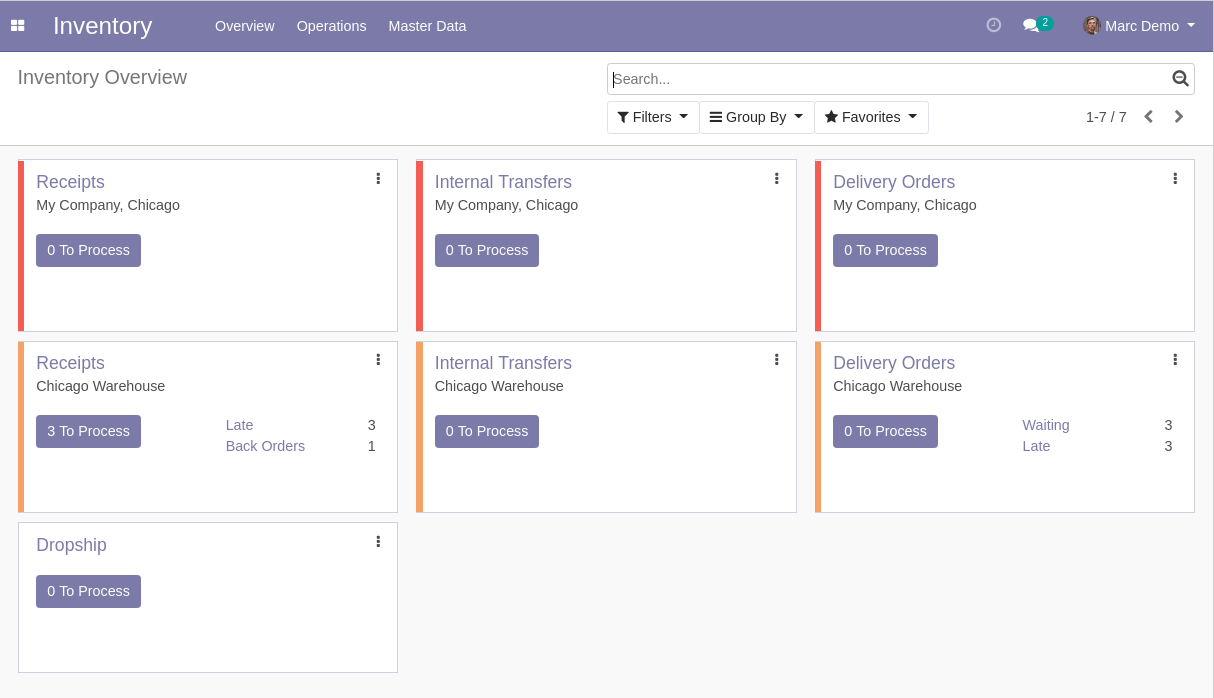 Inventory Overview Operations Master Data 2 Marc Demo
Inventory Overview
Search...
Filters Group By Favorites 1-7 / 7
Receipts
My Company, Chicago
0 To Process
Internal Transfers
My Company, Chicago
0 To Process
Delivery Orders
My Company, Chicago
0 To Process
Receipts
Chicago Warehouse
3 To Process
Late 3
Back Orders 1
Internal Transfers
Chicago Warehouse
0 To Process
Delivery Orders
Chicago Warehouse
0 To Process
Waiting 3
Late 3
Dropship
0 To Process